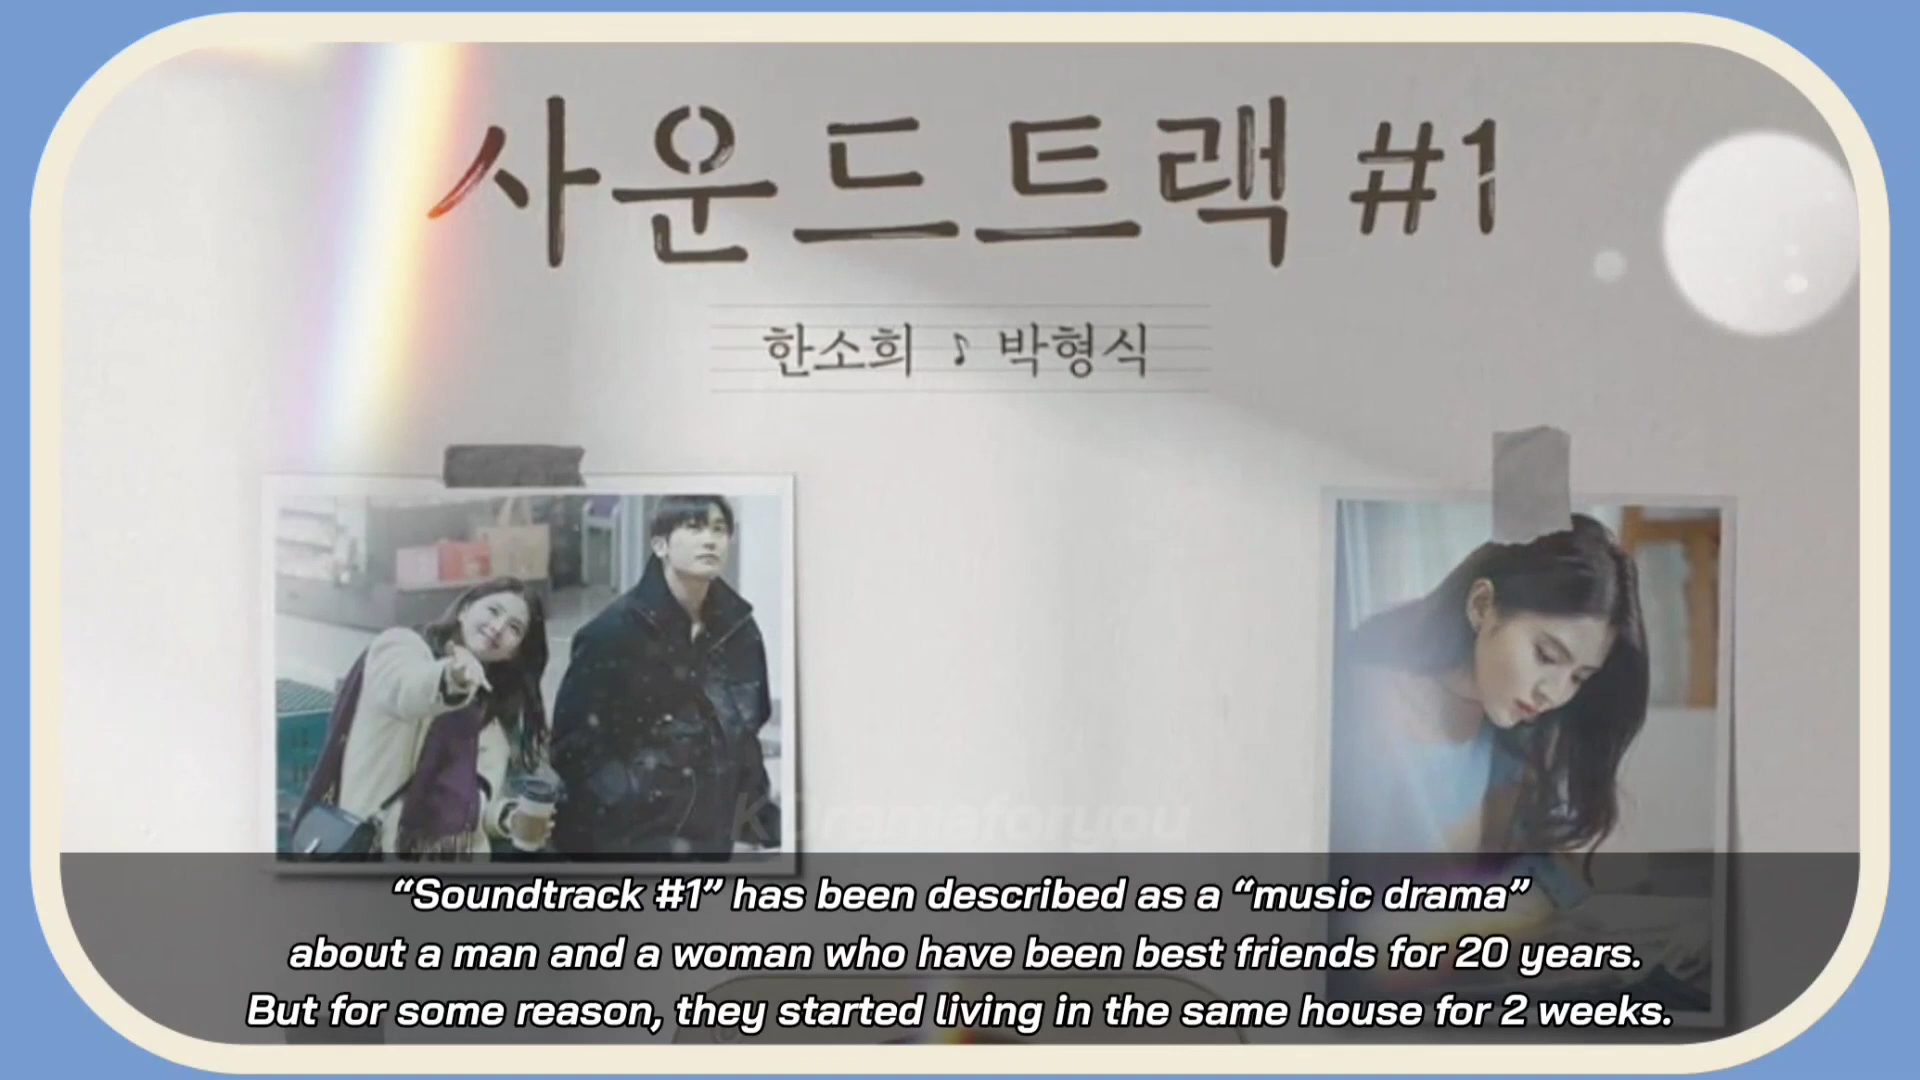 사운드트랙 #1
한소희 ♪ 박형식
KDramaforyou
“Soundtrack #1” has been described as a “music drama”
about a man and a woman who have been best friends for 20 years.
But for some reason, they started living in the same house for 2 weeks.